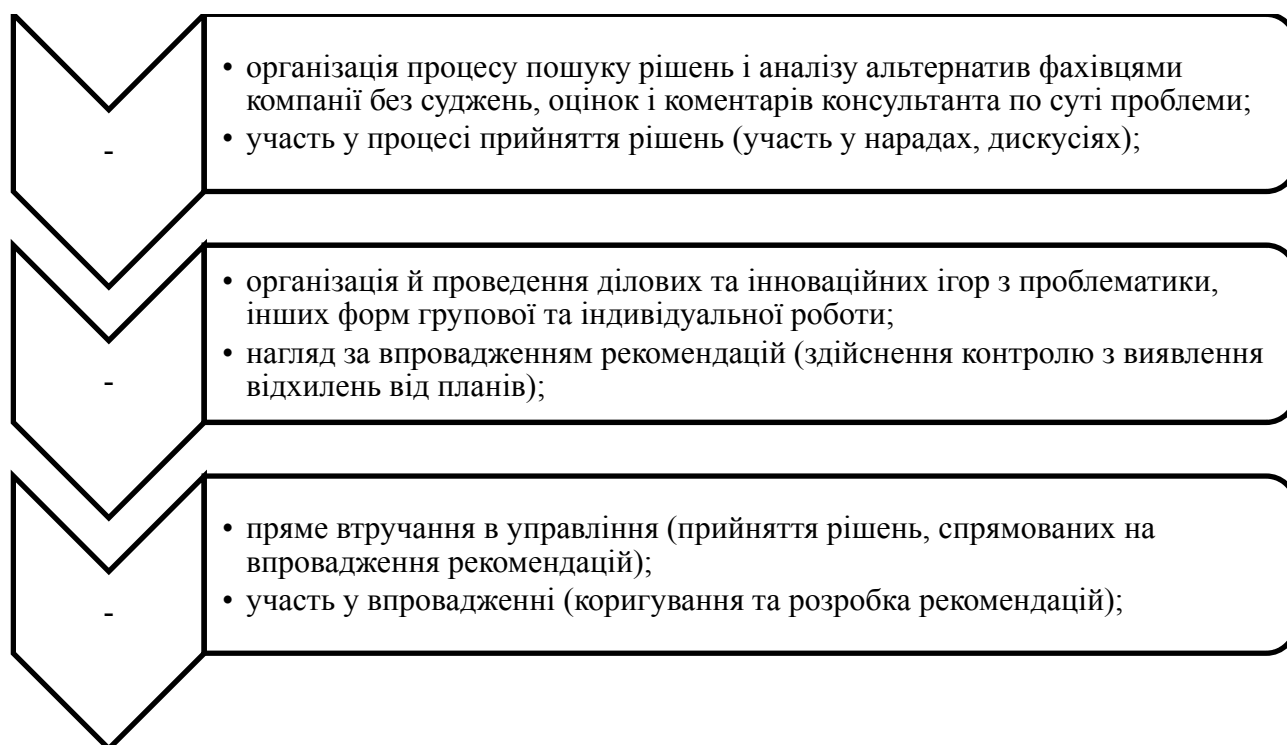 • організація процесу пошуку рішень і аналізу альтернатив фахівцями
компанії без суджень, оцінок і коментарів консультанта по суті проблеми;
• участь у процесі прийняття рішень (участь у нарадах, дискусіях);
-
• організація й проведення ділових та інноваційних ігор з проблематики,
інших форм групової та індивідуальної роботи;
• нагляд за впровадженням рекомендацій (здійснення контролю з виявлення
відхилень від планів);
-
• пряме втручання в управління (прийняття рішень, спрямованих на
впровадження рекомендацій);
• участь у впровадженні (коригування та розробка рекомендацій);
-